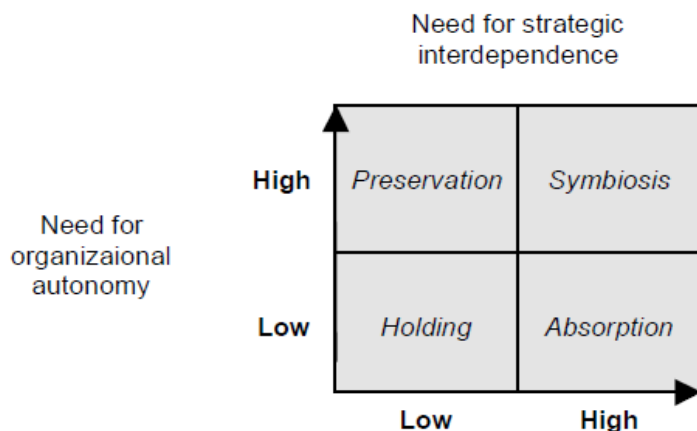 Need for strategic
interdependence
High
Preservation
Symbiosis
Need for
organizaional
autonomy
Low
Holding
Absorption
Low
High